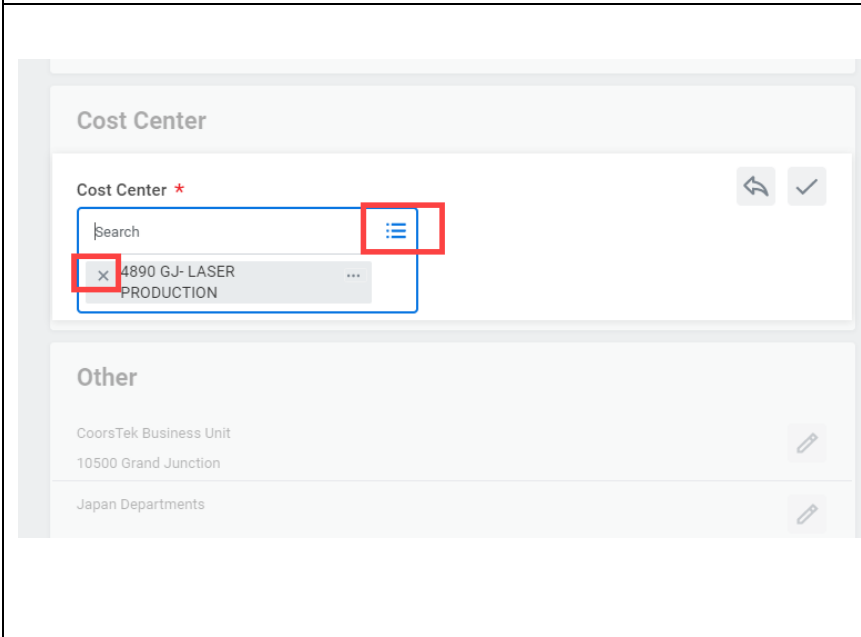 Cost Center
Cost Center *
Search
4890 GJ- LASER
PRODUCTION
Other
CoorsTek Business Unit
10500 Grand Junction
Japan Departments